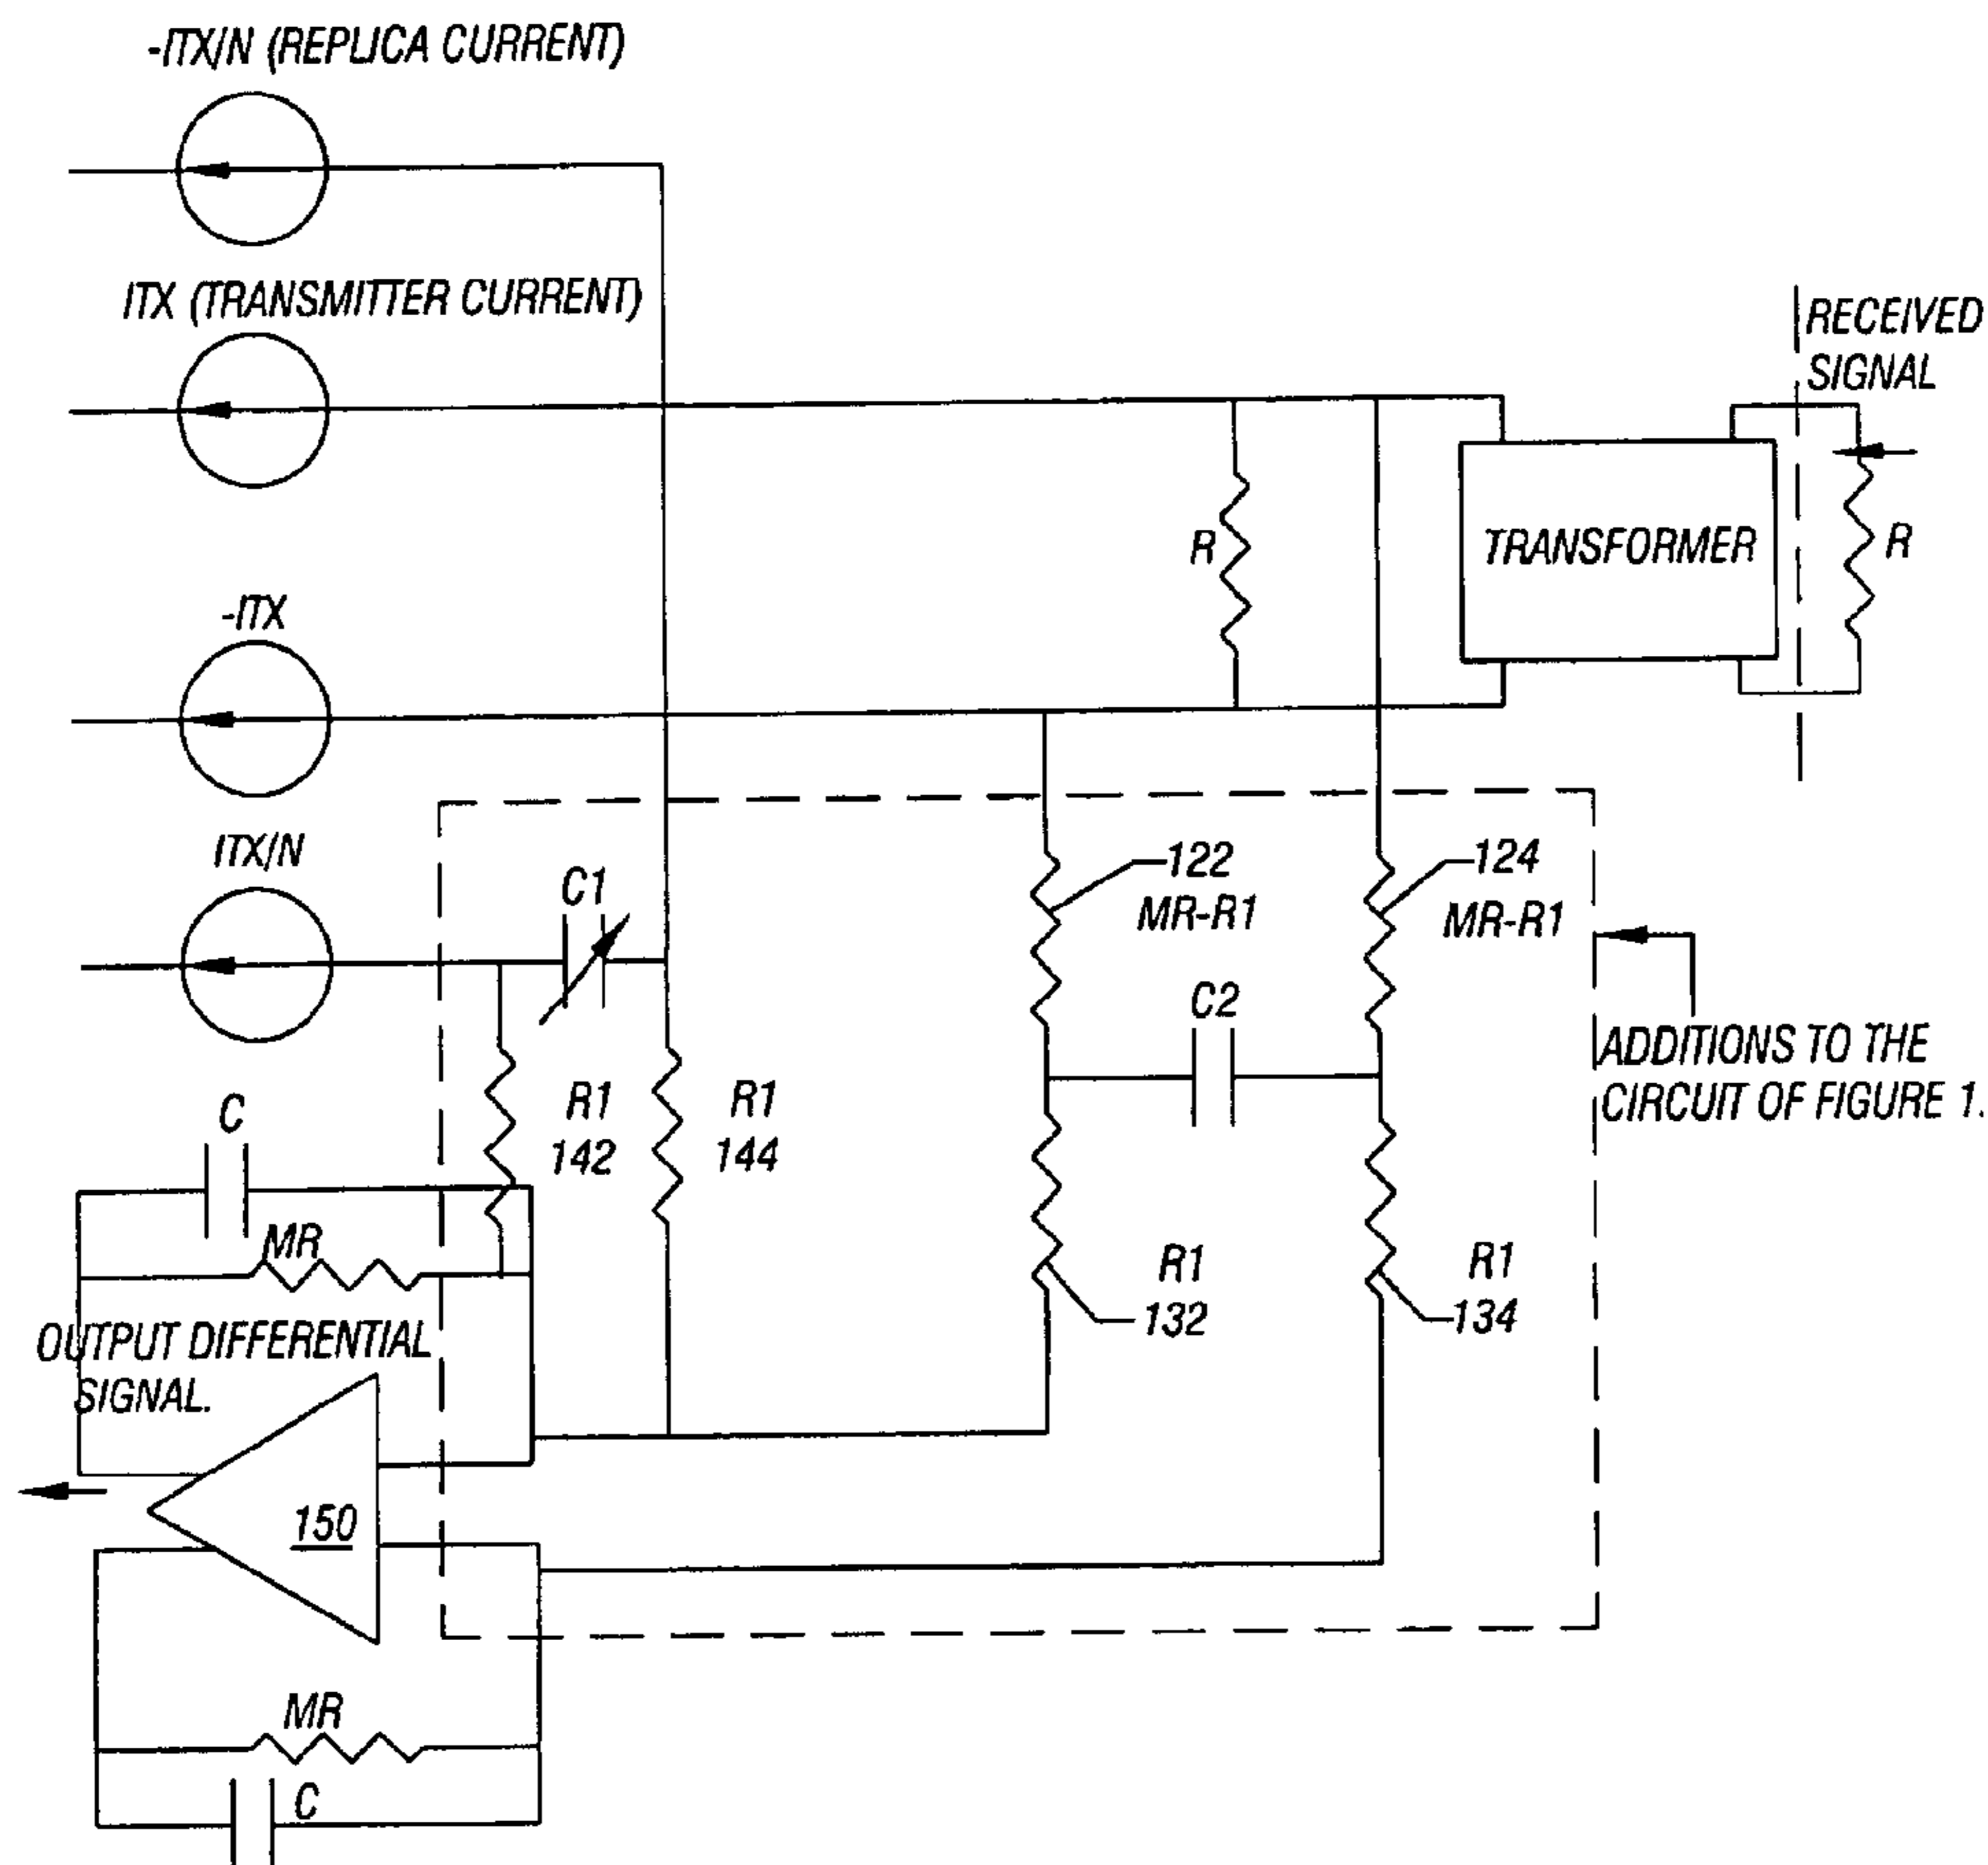 -ITX/N (REPLICA CURRENT)
ITX (TRANSMITTER CURRENT)
RECEIVED
SIGNAL
R
TRANSFORMER
R
-ITX
ITX/N
C1
122
MR-R1
124
MR-R1
C2
ADDITIONS TO THE
CIRCUIT OF FIGURE 1.
C
R1
142
R1
144
MR
R1
132
R1
134
OUTPUT DIFFERENTIAL
SIGNAL.
150
MR
C